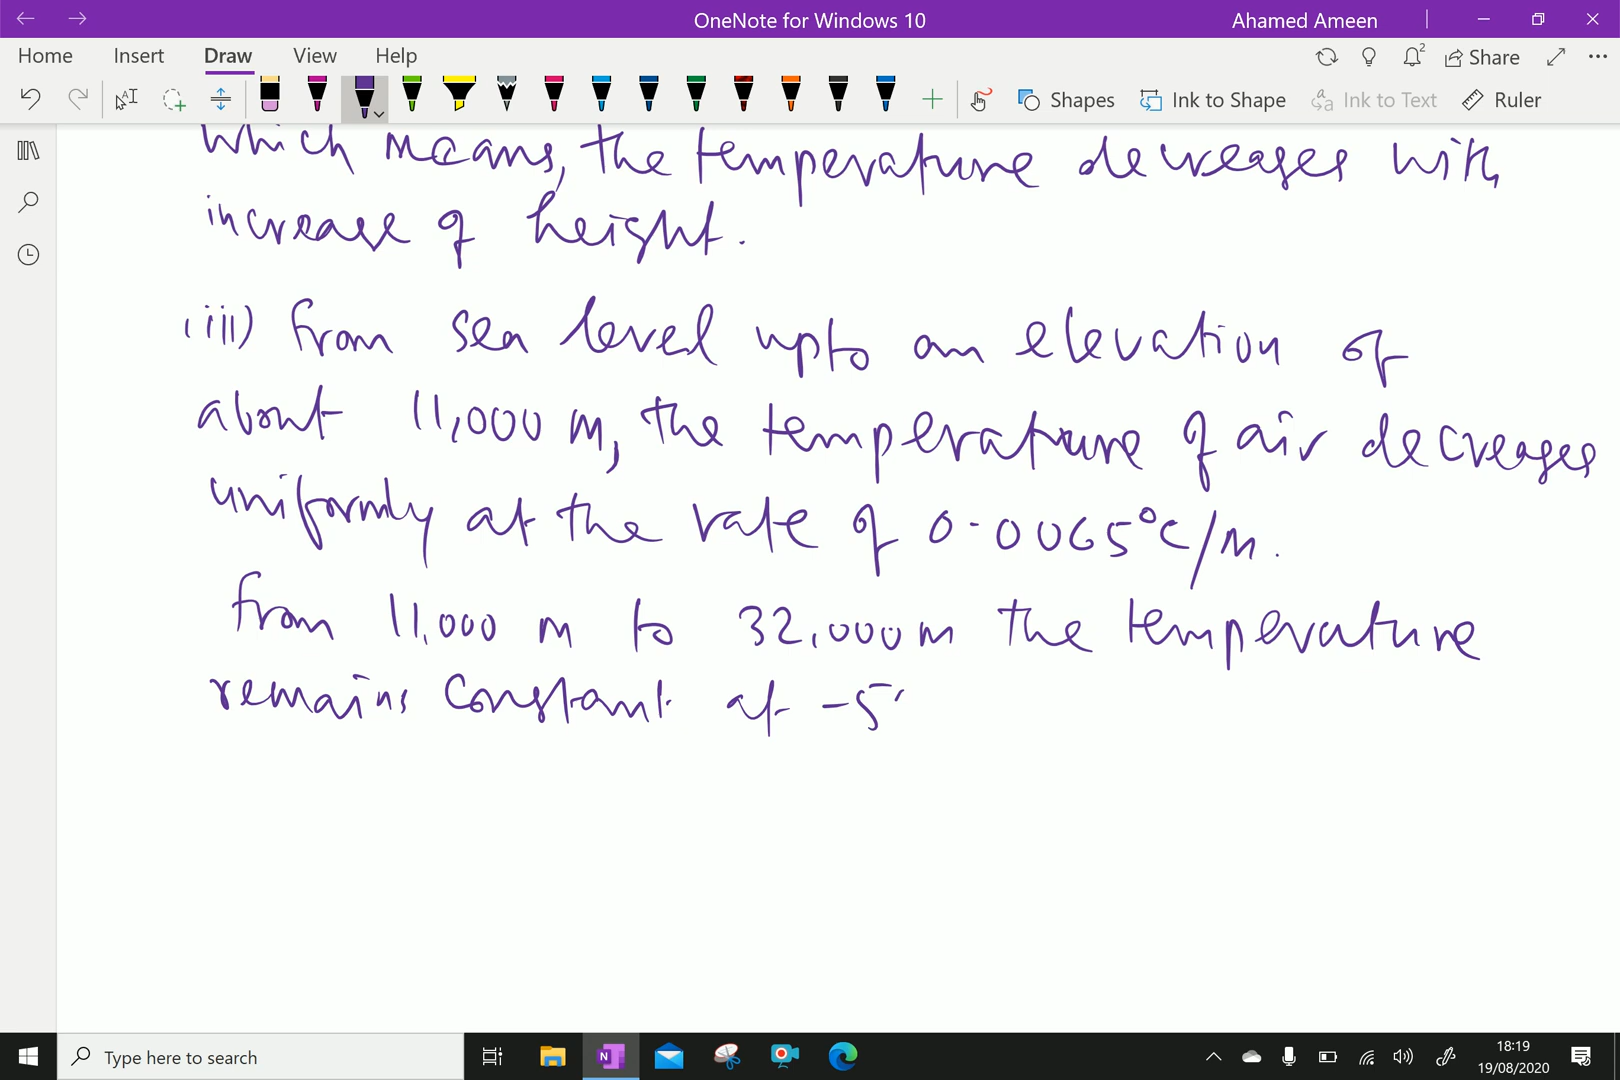 OneNote for Windows 10
Ahamed Ameen
Home Insert Draw View Help
2 Share
Shapes Ink to Shape Ink to Text Ruler
which means, the temperature decreases with
increase of height.
(iii) from sea level upto an elevation of
about 11,000 m, the temperature of air decreases
uniformly at the rate of 0.0065°C/m.
from 11,000 m to 32,000 m the temperature
remains constant at -5
Type here to search
18:19
19/08/2020